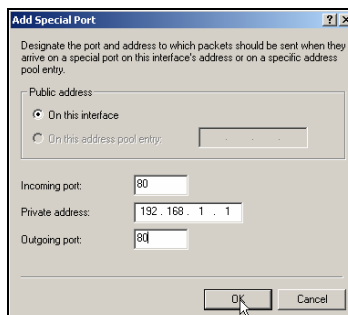 Add Special Port
Designate the port and address to which packets should be sent when they
arrive on a special port on this interface's address or on a specific address
pool entry.
Public address
On this interface
On this address pool entry:
Incoming port: 80
Private address: 192 . 168 . 1 . 1
Outgoing port: 80
OK Cancel